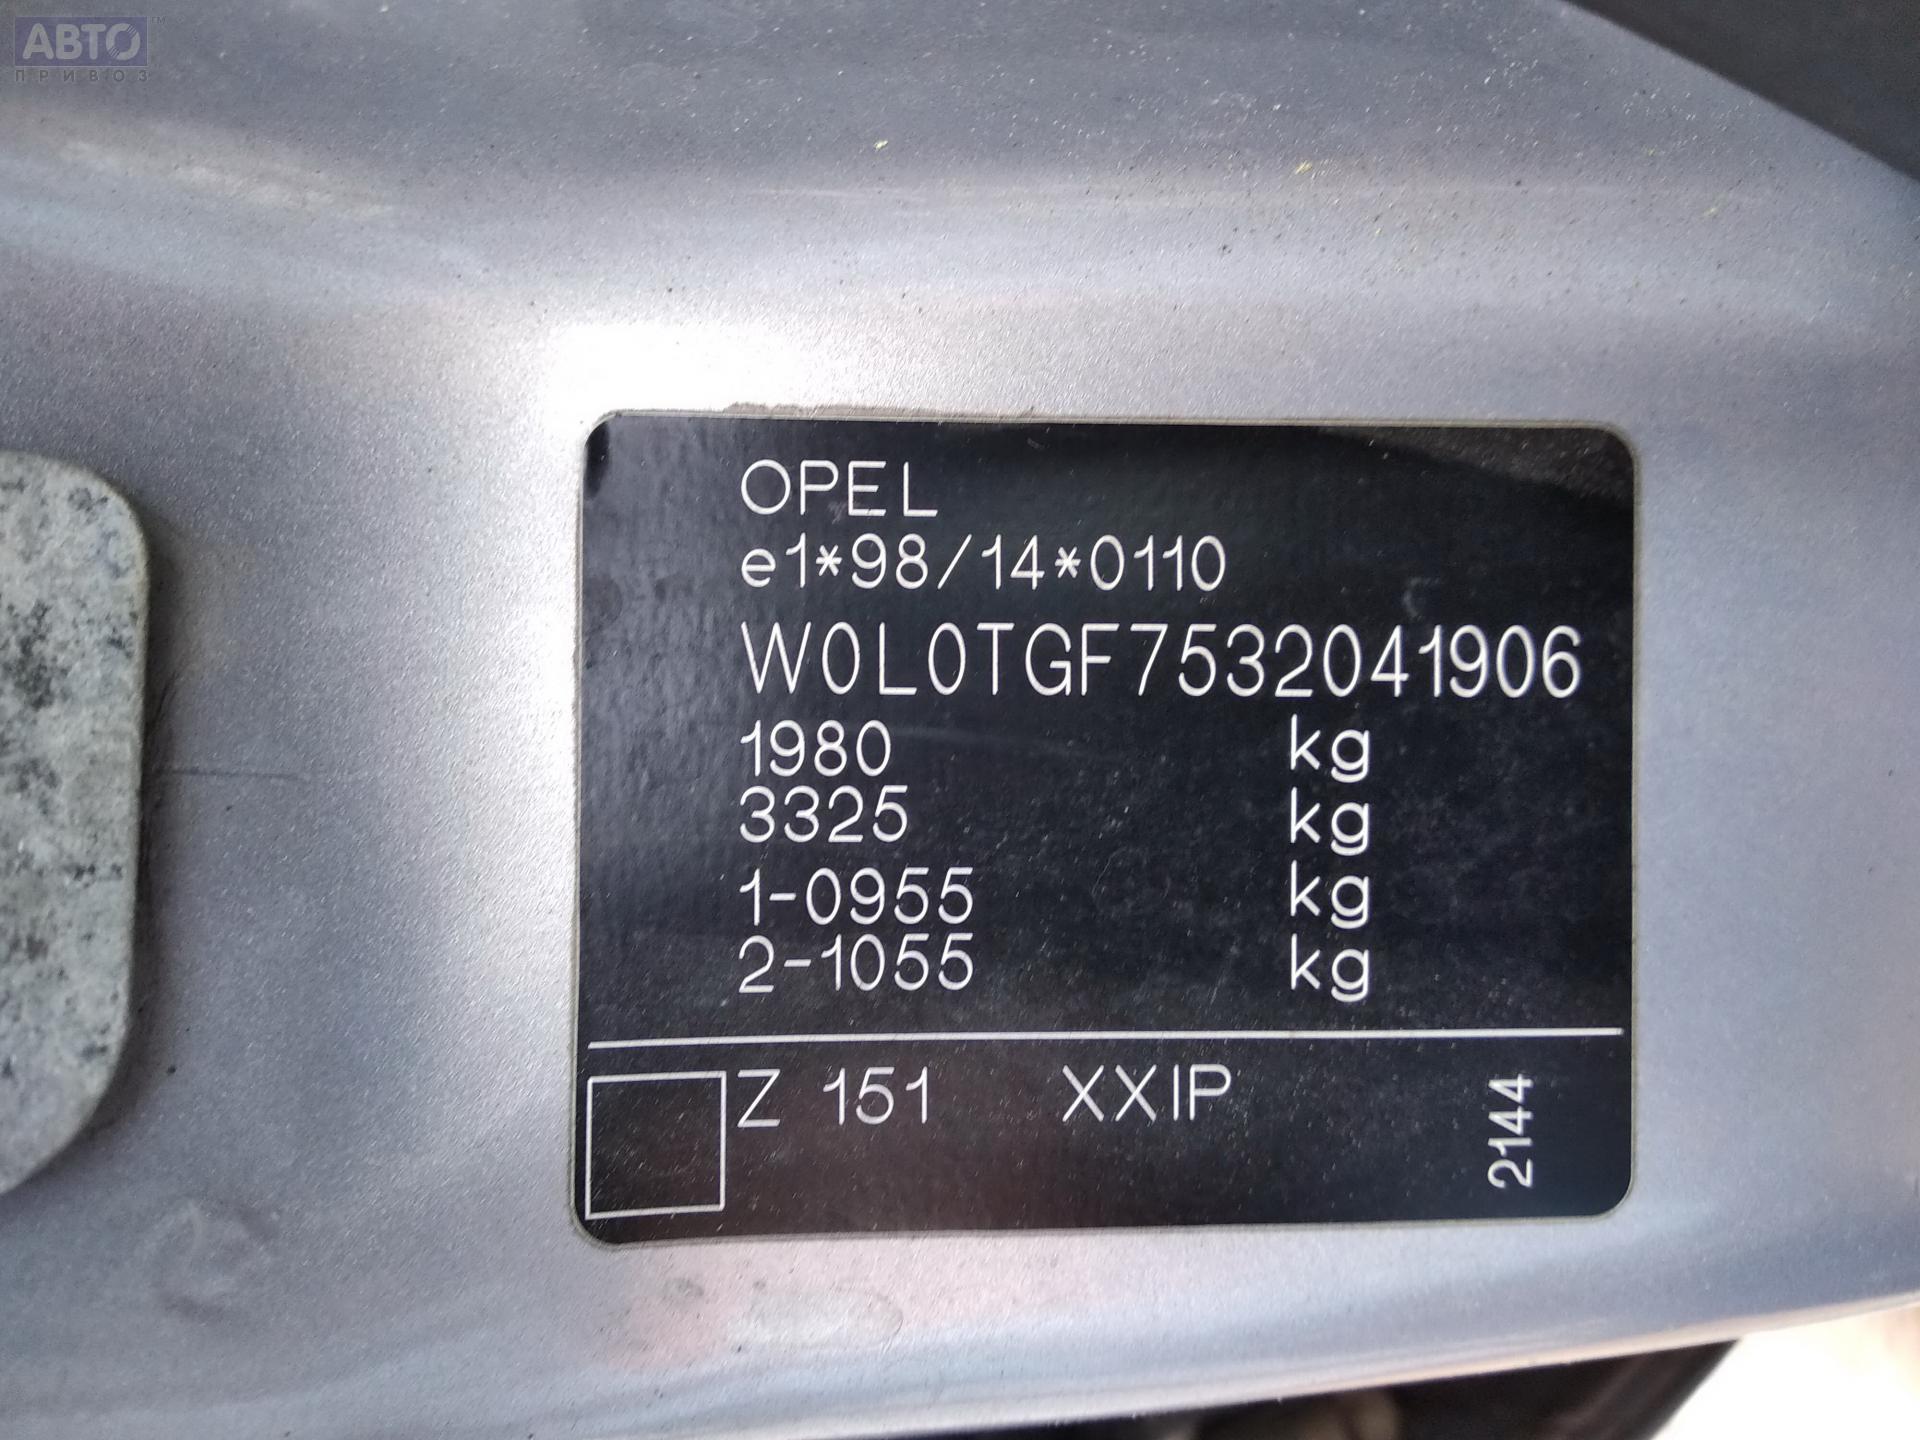 АВТО
ПРИВОЗ
OPEL
e1*98/14*0110
W0L0TGF7532041906
1980 kg
3325 kg
1-0955 kg
2-1055 kg
Z 151 XXIP
2144